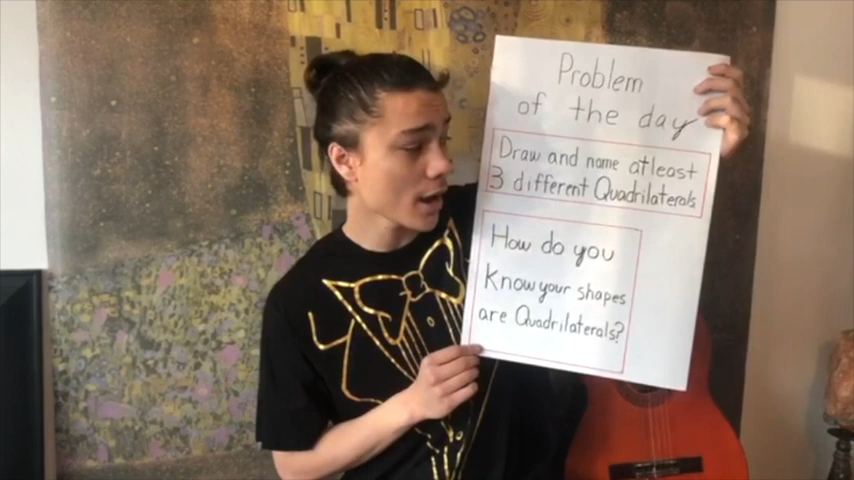 Problem
of the day
Draw and name atleast
3 different Quadrilaterals
How do you
Know your shapes
are Quadrilaterals?